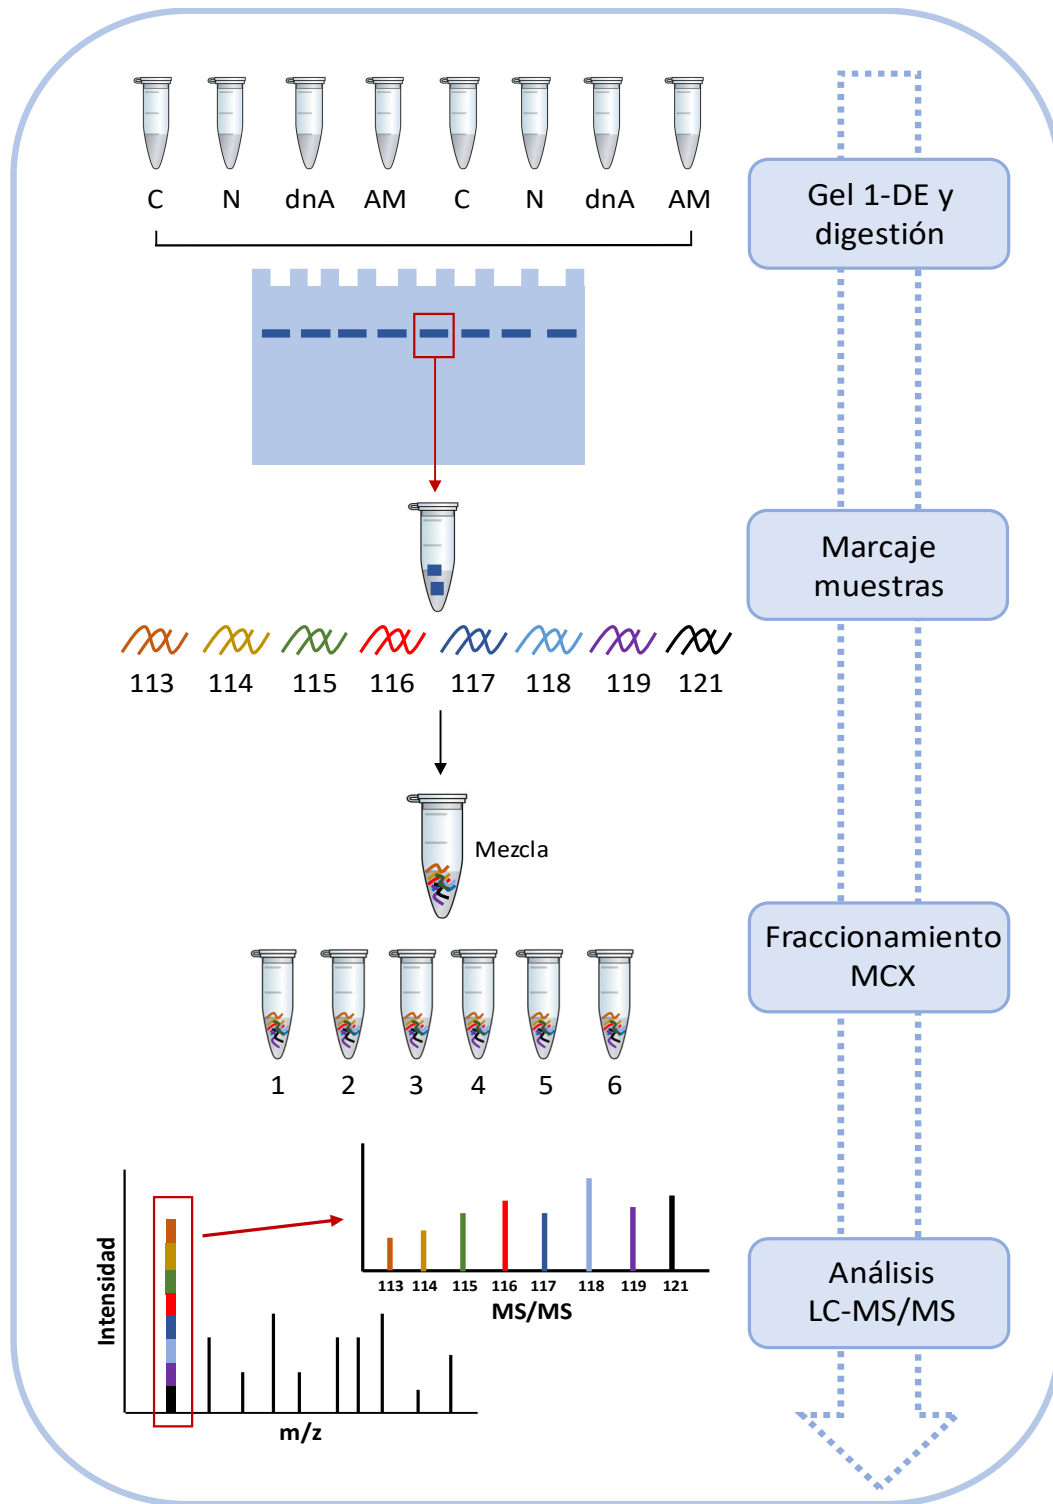 C N dnA AM C N dnA AM
Gel 1-DE y
digestión
Marcaje
muestras
113 114 115 116 117 118 119 121
Mezcla
Fraccionamiento
MCX
1 2 3 4 5 6
Intensidad
m/z
113 114 115 116 117 118 119 121
MS/MS
Análisis
LC-MS/MS